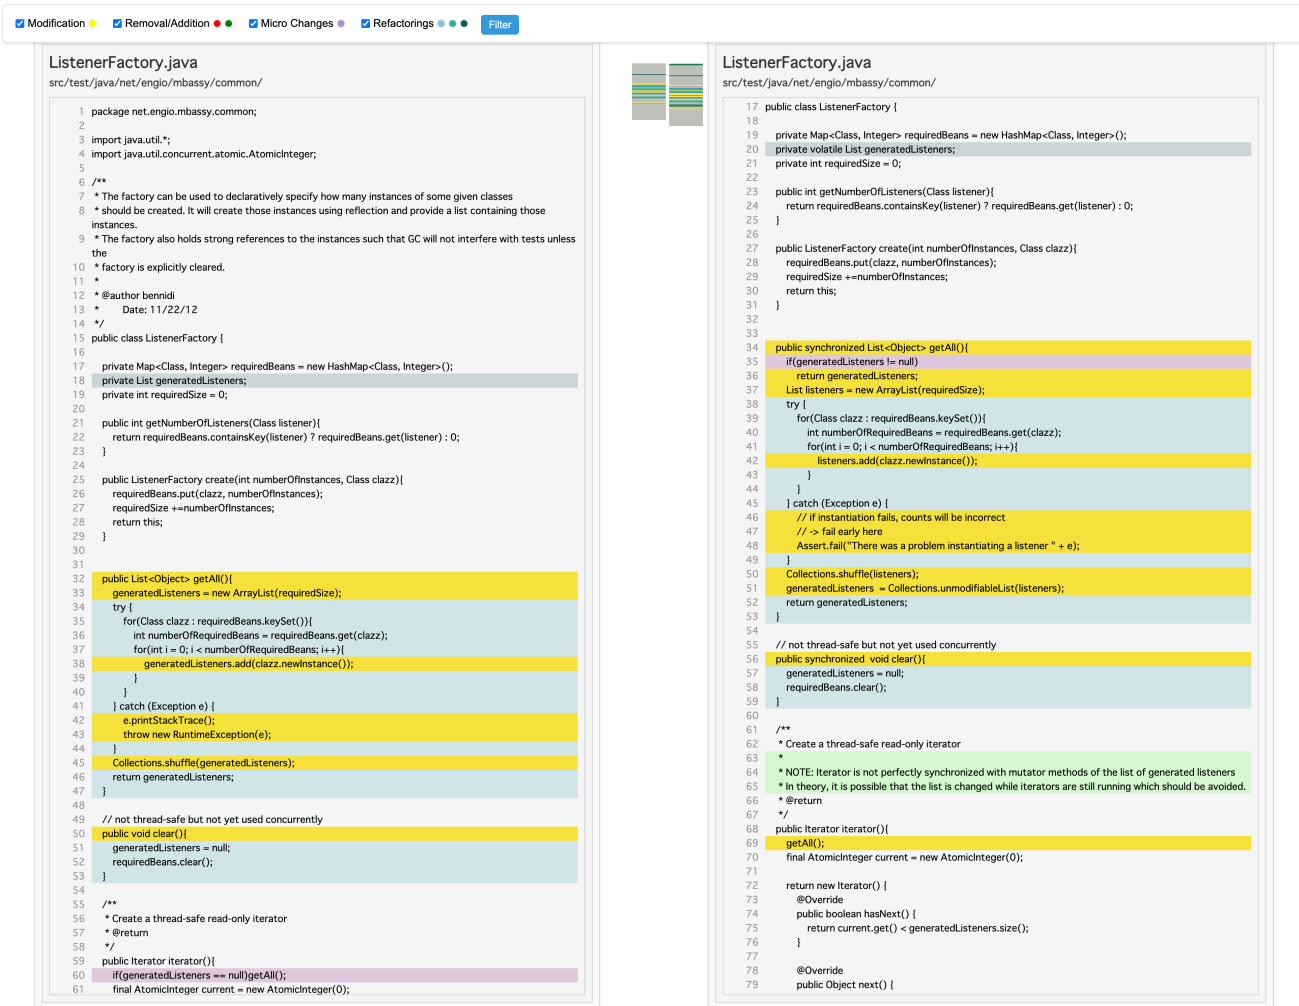 Modification
Removal/Addition
Micro Changes
Refactorings
Filter
ListenerFactory.java
src/test/java/net/engio/mbassy/common/
1 package net.engio.mbassy.common;
2
3 import java.util.*;
4 import java.util.concurrent.atomic.AtomicInteger;
5
6 /**
7 * The factory can be used to declaratively specify how many instances of some given classes
8 * should be created. It will create those instances using reflection and provide a list containing those
instances.
9 * The factory also holds strong references to the instances such that GC will not interfere with tests unless
the
10 * factory is explicitly cleared.
11 *
12 * @author bennidi
13 * Date: 11/22/12
14 */
15 public class ListenerFactory {
16
17 private Map<Class, Integer> requiredBeans = new HashMap<Class, Integer>();
18 private List generatedListeners;
19 private int requiredSize = 0;
20
21 public int getNumberOfListeners(Class listener){
22 return requiredBeans.containsKey(listener) ? requiredBeans.get(listener) : 0;
23 }
24
25 public ListenerFactory create(int numberOfInstances, Class clazz){
26 requiredBeans.put(clazz, numberOfInstances);
27 requiredSize +=numberOfInstances;
28 return this;
29 }
30
31
32 public List<Object> getAll(){
33 generatedListeners = new ArrayList(requiredSize);
34 try {
35 for(Class clazz : requiredBeans.keySet()){
36 int numberOfRequiredBeans = requiredBeans.get(clazz);
37 for(int i = 0; i < numberOfRequiredBeans; i++){
38 generatedListeners.add(clazz.newInstance());
39 }
40 }
41 } catch (Exception e) {
42 e.printStackTrace();
43 throw new RuntimeException(e);
44 }
45 Collections.shuffle(generatedListeners);
46 return generatedListeners;
47 }
48
49 // not thread-safe but not yet used concurrently
50 public void clear(){
51 generatedListeners = null;
52 requiredBeans.clear();
53 }
54
55 /**
56 * Create a thread-safe read-only iterator
57 * @return
58 */
59 public Iterator iterator(){
60 if(generatedListeners == null)getAll();
61 final AtomicInteger current = new AtomicInteger(0);
ListenerFactory.java
src/test/java/net/engio/mbassy/common/
17 public class ListenerFactory {
18
19 private Map<Class, Integer> requiredBeans = new HashMap<Class, Integer>();
20 private volatile List generatedListeners;
21 private int requiredSize = 0;
22
23 public int getNumberOfListeners(Class listener){
24 return requiredBeans.containsKey(listener) ? requiredBeans.get(listener) : 0;
25 }
26
27 public ListenerFactory create(int numberOfInstances, Class clazz){
28 requiredBeans.put(clazz, numberOfInstances);
29 requiredSize +=numberOfInstances;
30 return this;
31 }
32
33
34 public synchronized List<Object> getAll(){
35 if(generatedListeners != null)
36 return generatedListeners;
37 List listeners = new ArrayList(requiredSize);
38 try {
39 for(Class clazz : requiredBeans.keySet()){
40 int numberOfRequiredBeans = requiredBeans.get(clazz);
41 for(int i = 0; i < numberOfRequiredBeans; i++){
42 listeners.add(clazz.newInstance());
43 }
44 }
45 } catch (Exception e) {
46 // if instantiation fails, counts will be incorrect
47 // -> fail early here
48 Assert.fail("There was a problem instantiating a listener " + e);
49 }
50 Collections.shuffle(listeners);
51 generatedListeners  = Collections.unmodifiableList(listeners);
52 return generatedListeners;
53 }
54
55 // not thread-safe but not yet used concurrently
56 public synchronized  void clear(){
57 generatedListeners = null;
58 requiredBeans.clear();
59 }
60
61 /**
62 * Create a thread-safe read-only iterator
63 *
64 * NOTE: Iterator is not perfectly synchronized with mutator methods of the list of generated listeners
65 * In theory, it is possible that the list is changed while iterators are still running which should be avoided.
66 * @return
67 */
68 public Iterator iterator(){
69 getAll();
70 final AtomicInteger current = new AtomicInteger(0);
71
72 return new Iterator() {
73 @Override
74 public boolean hasNext() {
75 return current.get() < generatedListeners.size();
76 }
77
78 @Override
79 public Object next() {